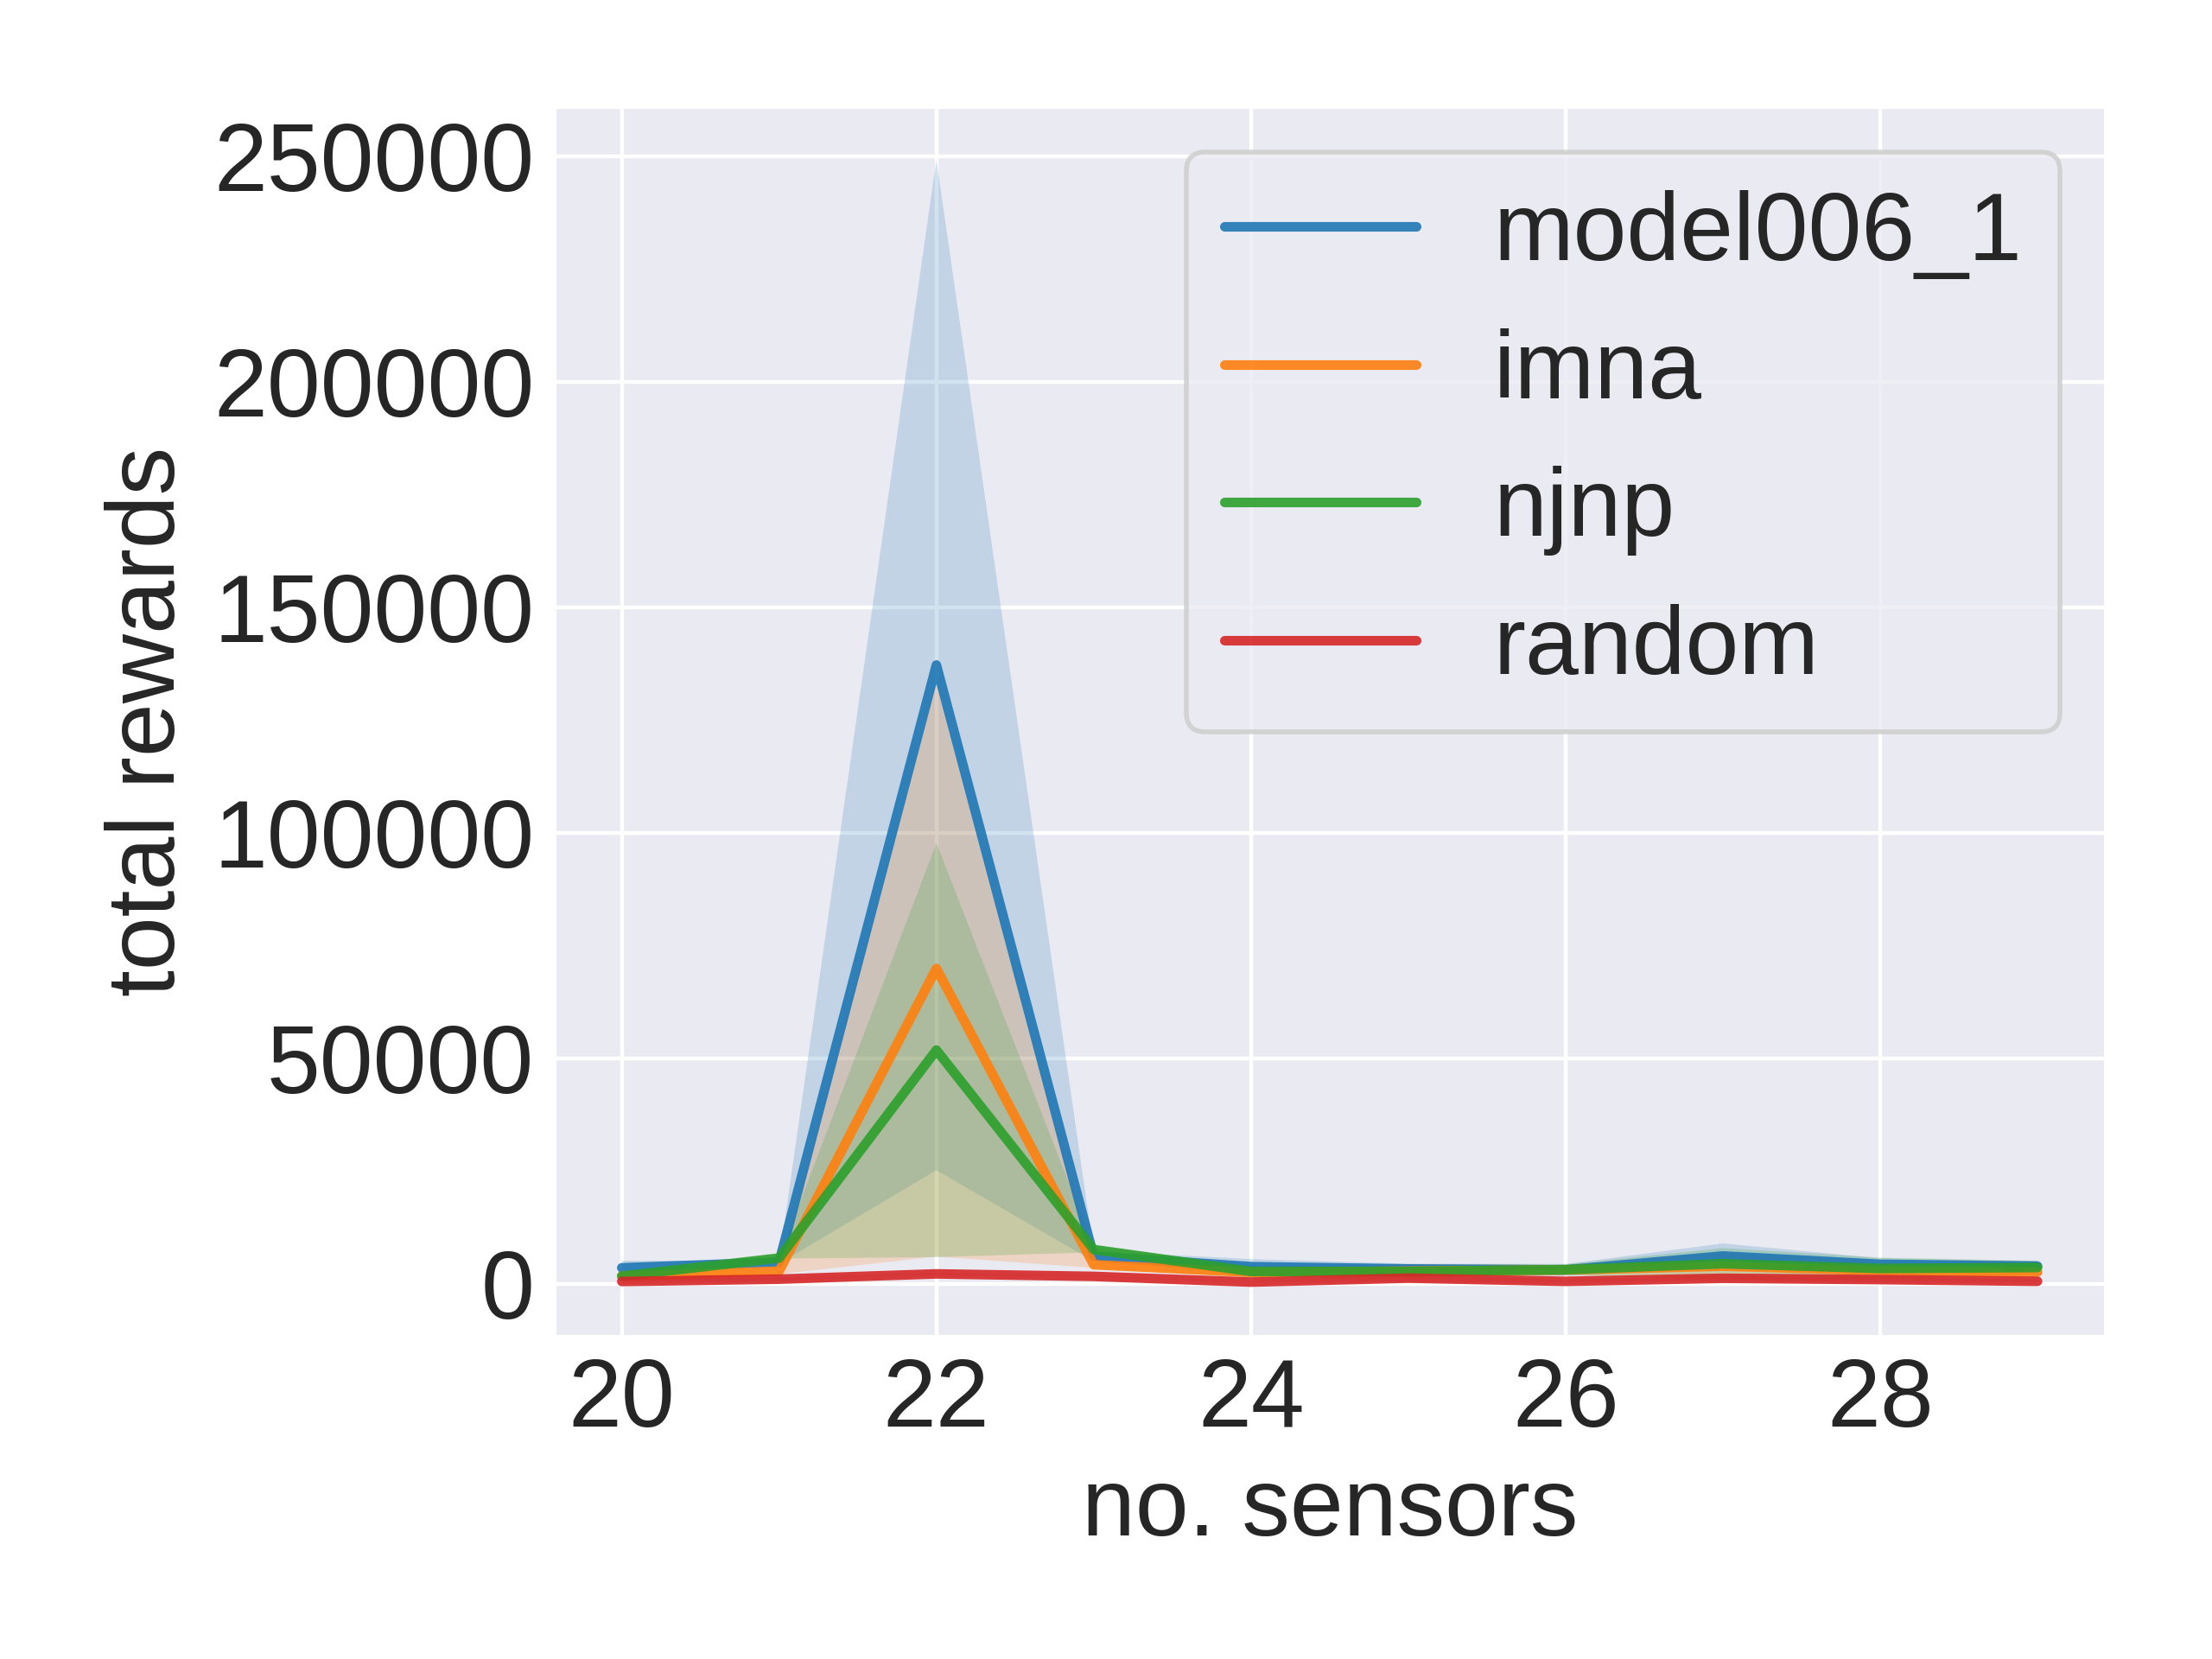 250000
200000
150000
100000
50000
0
total rewards
20 22 24 26 28
no. sensors
model006_1
imna
njnp
random